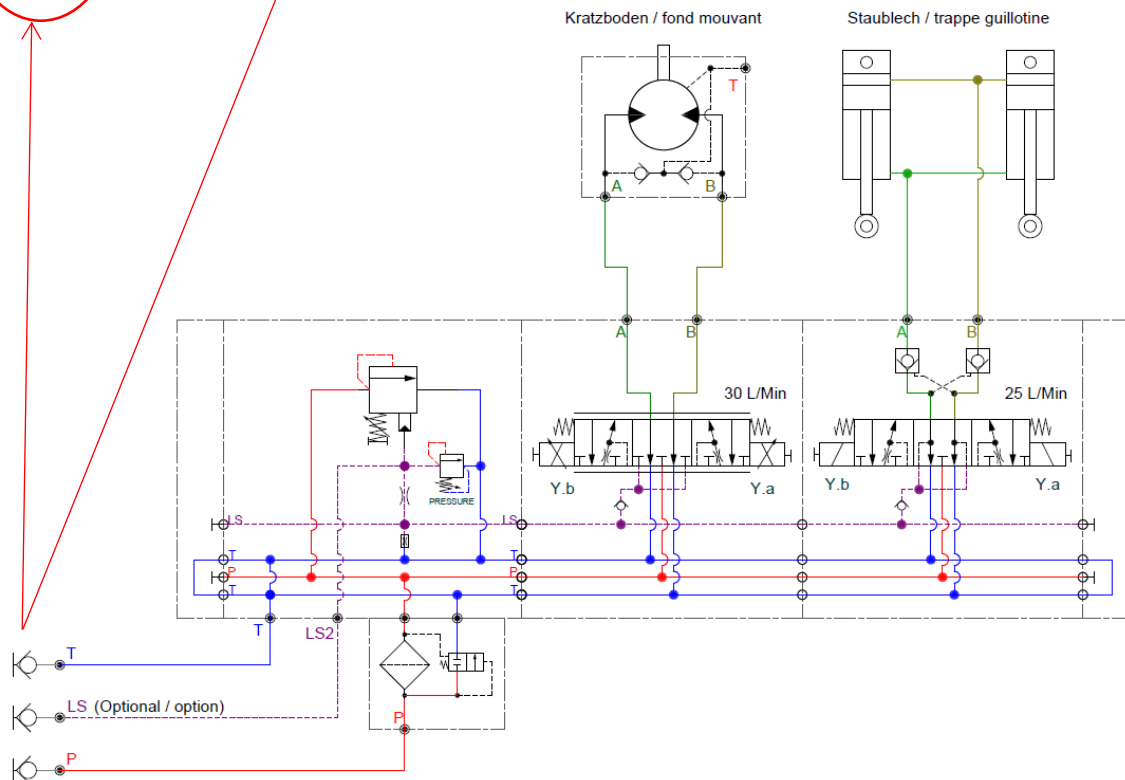 Kratzboden / fond mouvant
Staublech / trappe guillotine
T
A
B
A
B
A
B
30 L/Min
25 L/Min
Y.b
Y.a
Y.b
Y.a
PRESSURE
LS
LS
T
T
P
P
T
T
T
LS2
T
LS (Optional / option)
P
P